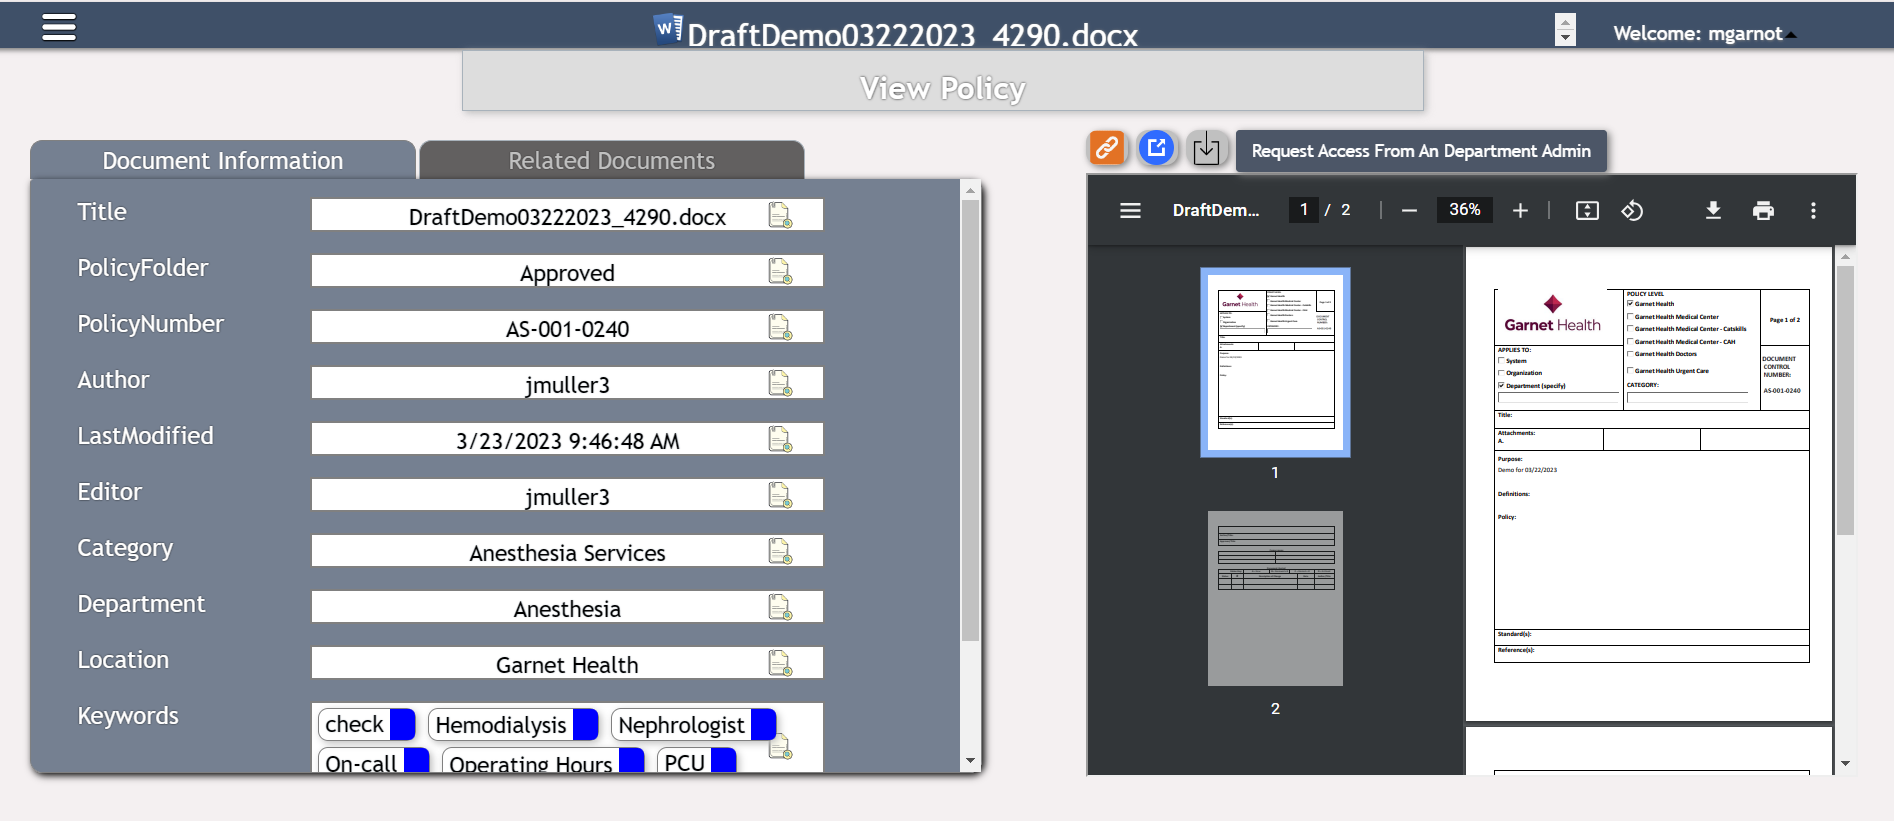 DraftDemo03222023_4290.docx
Welcome: mgarnot
View Policy
Document Information
Related Documents
Title
DraftDemo03222023_4290.docx
PolicyFolder
Approved
PolicyNumber
AS-001-0240
Author
jmuller3
LastModified
3/23/2023 9:46:48 AM
Editor
jmuller3
Category
Anesthesia Services
Department
Anesthesia
Location
Garnet Health
Keywords
check
Hemodialysis
Nephrologist
On-call
Operating Hours
PCU
Request Access From An Department Admin
DraftDem...
1 / 2
36%
1
2
Garnet Health
POLICY LEVEL
Garnet Health
Garnet Health Medical Center
Garnet Health Medical Center - Catskills
Garnet Health Medical Center - CAH
Garnet Health Doctors
Garnet Health Urgent Care
CATEGORY:
Page 1 of 2
APPLIES TO:
System
Organization
Department (specify)
DOCUMENT
CONTROL
NUMBER:
AS-001-0240
Title:
Attachments:
A.
Purpose:
Demo for 03/22/2023
Definitions:
Policy:
Standard(s):
Reference(s):